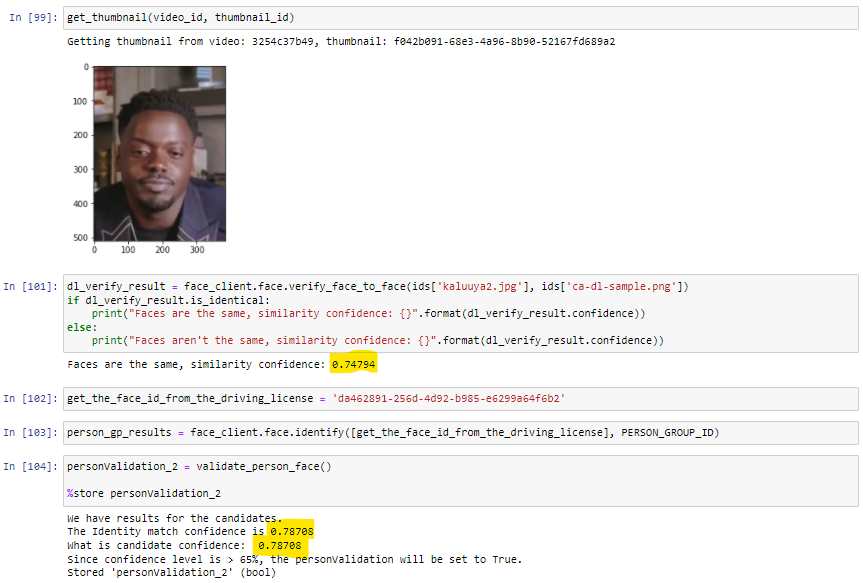 In [99]: get_thumbnail(video_id, thumbnail_id)
Getting thumbnail from video: 3254c37b49, thumbnail: f042b091-68e3-4a96-8b90-52167fd689a2
0
100
200
300
400
500
0 100 200 300
In [101]: dl_verify_result = face_client.face.verify_face_to_face(ids['kaluuya2.jpg'], ids['ca-dl-sample.png'])
if dl_verify_result.is_identical:
    print("Faces are the same, similarity confidence: {}".format(dl_verify_result.confidence))
else:
    print("Faces aren't the same, similarity confidence: {}".format(dl_verify_result.confidence))
Faces are the same, similarity confidence: 0.74794
In [102]: get_the_face_id_from_the_driving_license = 'da462891-256d-4d92-b985-e6299a64f6b2'
In [103]: person_gp_results = face_client.face.identify([get_the_face_id_from_the_driving_license], PERSON_GROUP_ID)
In [104]: personValidation_2 = validate_person_face()
%store personValidation_2
We have results for the candidates.
The Identity match confidence is 0.78708
What is candidate confidence:  0.78708
Since confidence level is > 65%, the personValidation will be set to True.
Stored 'personValidation_2' (bool)